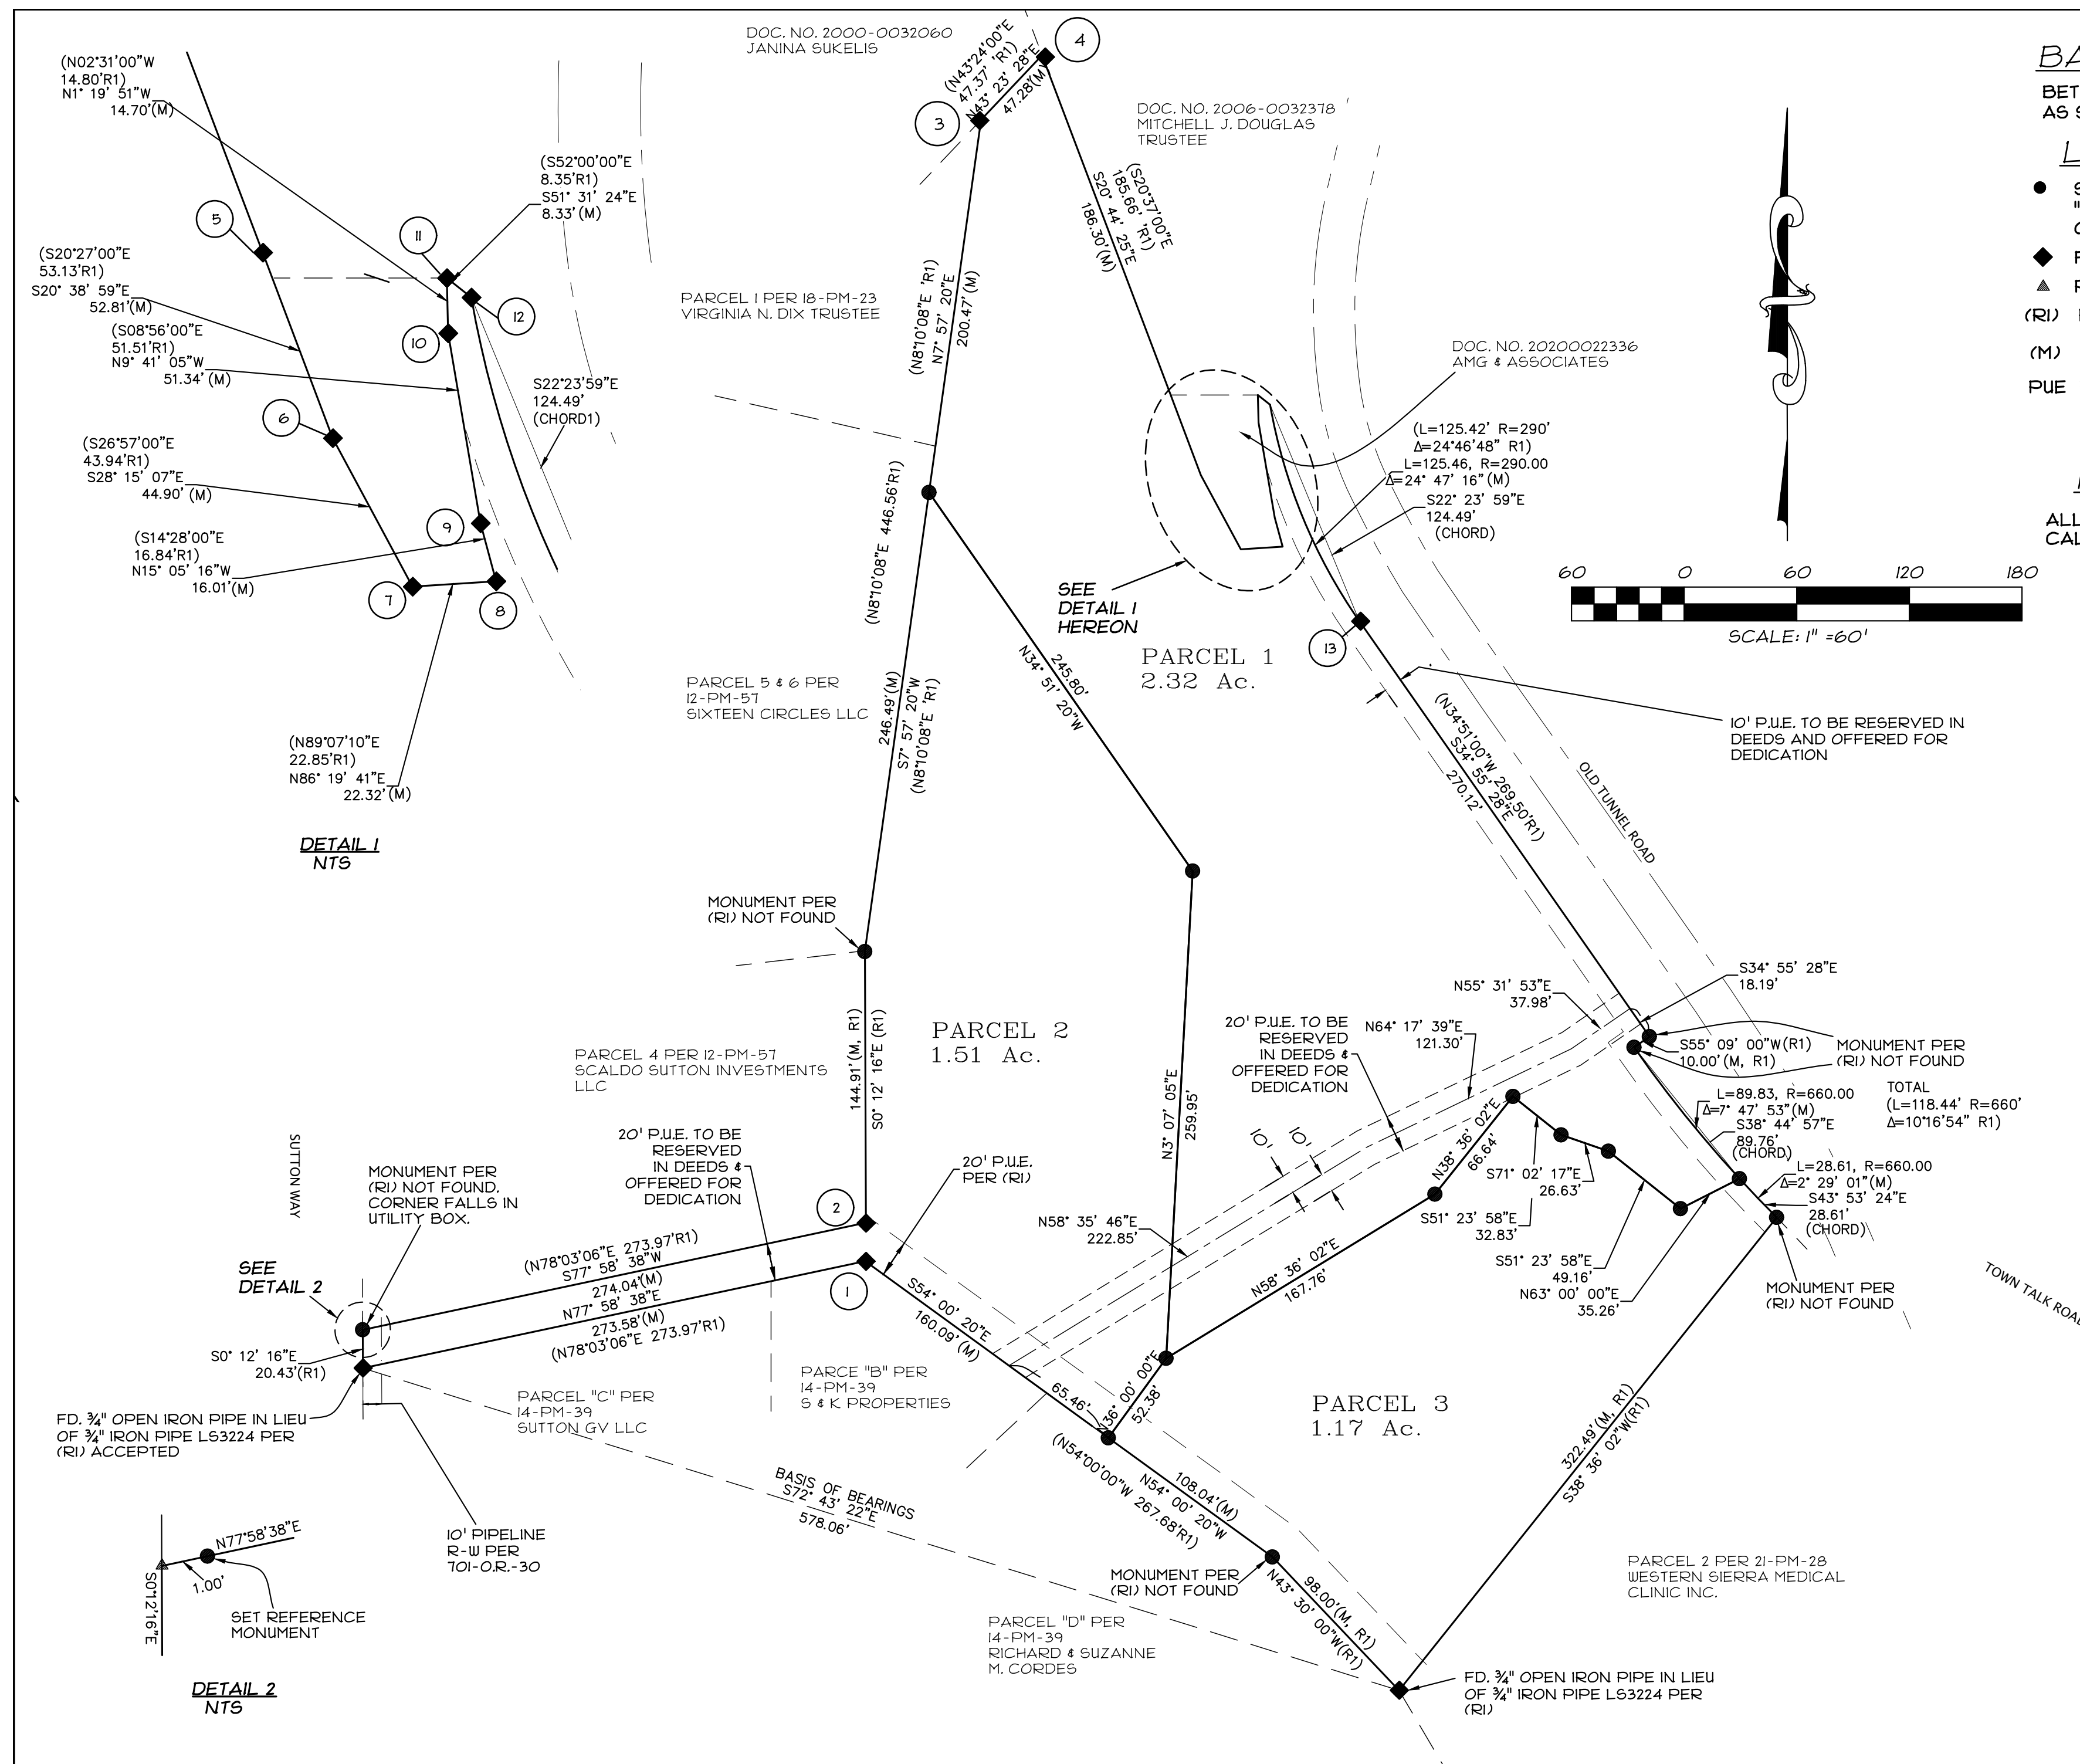 (N02°31'00"W
14.80'R1)
N1° 19' 51"W
14.70'(M)
5
(S20°27'00"E
53.13'R1)
S20° 38' 59"E
52.81'(M)
(S08°56'00"E
51.51'R1)
N9° 41' 05"W
51.34' (M)
6
(S26°57'00"E
43.94'R1)
S28° 15' 07"E
44.90' (M)
(S14°28'00"E
16.84'R1)
N15° 05' 16"W
16.01'(M)
11
12
10
9
7
8
(S52°00'00"E
8.35'R1)
S51° 31' 24"E
8.33'(M)
S22°23'59"E
124.49'
(CHORD1)
(N89°07'10"E
22.85'R1)
N86° 19' 41"E
22.32'(M)
DETAIL 1
NTS
DOC. NO. 2000-0032060
JANINA SUKELIS
(N43°24'00"E
47.37' 'R1)
N43° 23' 28"E
47.28'(M)
3
4
DOC. NO. 2006-0032378
MITCHELL J. DOUGLAS
TRUSTEE
(S20°37'00"E
185.66' 'R1)
S20° 44' 25"E
186.30'(M)
PARCEL 1 PER 18-PM-23
VIRGINIA N. DIX TRUSTEE
(N8°10'08"E 'R1)
N7° 57' 20"E
200.47' (M)
DOC. NO. 20200022336
AMG & ASSOCIATES
(L=125.42' R=290'
Δ=24°46'48" R1)
L=125.46, R=290.00
Δ=24° 47' 16"(M)
S22° 23' 59"E
124.49'
(CHORD)
SEE
DETAIL 1
HEREON
PARCEL 1
2.32 Ac.
13
BA
BET
AS S
L
S
"
C
F
R
(R1)
(M)
PUE
ALL
CAL
60 0 60 120 180
SCALE: 1" =60'
(N8°10'08"E 446.56'R1)
PARCEL 5 & 6 PER
12-PM-57
SIXTEEN CIRCLES LLC
246.49'(M)
S7° 57' 20"W
(N8°10'08"E 'R1)
245.80'
N34° 51' 20"W
10' P.U.E. TO BE RESERVED IN
DEEDS AND OFFERED FOR
DEDICATION
(N34°51'00"W 269.50'R1)
S34° 55' 28"E
270.12'
OLD TUNNEL ROAD
MONUMENT PER
(R1) NOT FOUND
144.91'(M, R1)
S0° 12' 16"E (R1)
PARCEL 2
1.51 Ac.
PARCEL 4 PER 12-PM-57
SCALDO SUTTON INVESTMENTS
LLC
N3° 07' 05"E
259.95'
20' P.U.E. TO BE
RESERVED
IN DEEDS &
OFFERED FOR
DEDICATION
N64° 17' 39"E
121.30'
N55° 31' 53"E
37.98'
S34° 55' 28"E
18.19'
S55° 09' 00"W(R1)
10.00'(M, R1)
MONUMENT PER
(R1) NOT FOUND
L=89.83, R=660.00
Δ=7° 47' 53"(M)
S38° 44' 57"E
89.76'
(CHORD)
TOTAL
(L=118.44' R=660'
Δ=10°16'54" R1)
L=28.61, R=660.00
Δ=2° 29' 01"(M)
S43° 53' 24"E
28.61'
(CHORD)
10'
10'
N38° 36' 02"E
66.64'
S71° 02' 17"E
26.63'
S51° 23' 58"E
32.83'
S51° 23' 58"E
49.16'
N63° 00' 00"E
35.26'
MONUMENT PER
(R1) NOT FOUND
TOWN TALK ROAD
SUTTON WAY
MONUMENT PER
(R1) NOT FOUND.
CORNER FALLS IN
UTILITY BOX.
SEE
DETAIL 2
20' P.U.E. TO BE
RESERVED
IN DEEDS &
OFFERED FOR
DEDICATION
20' P.U.E.
PER (R1)
2
1
(N78°03'06"E 273.97'R1)
S77° 58' 38"W
274.04'(M)
N77° 58' 38"E
273.58'(M)
(N78°03'06"E 273.97'R1)
S0° 12' 16"E
20.43'(R1)
N58° 35' 46"E
222.85'
S54° 00' 20"E
160.09' (M)
N58° 36' 02"E
167.76'
65.46'
N36° 00' 00"E
52.38'
PARCEL 3
1.17 Ac.
322.49'(M, R1)
S38° 36' 02"W(R1)
FD. ¾" OPEN IRON PIPE IN LIEU
OF ¾" IRON PIPE LS3224 PER
(R1) ACCEPTED
PARCEL "C" PER
14-PM-39
SUTTON GV LLC
PARCE "B" PER
14-PM-39
S & K PROPERTIES
BASIS OF BEARINGS
S72° 43' 22"E
578.06'
10' PIPELINE
R-W PER
701-O.R.-30
(N54°00'00"W 267.68'R1)
108.04'(M)
N54° 00' 20"W
MONUMENT PER
(R1) NOT FOUND
98.00'(M, R1)
N43° 30' 00"W(R1)
PARCEL "D" PER
14-PM-39
RICHARD & SUZANNE
M. CORDES
PARCEL 2 PER 21-PM-28
WESTERN SIERRA MEDICAL
CLINIC INC.
FD. ¾" OPEN IRON PIPE IN LIEU
OF ¾" IRON PIPE LS3224 PER
(R1)
N77°58'38"E
1.00'
S0°12'16"E
SET REFERENCE
MONUMENT
DETAIL 2
NTS